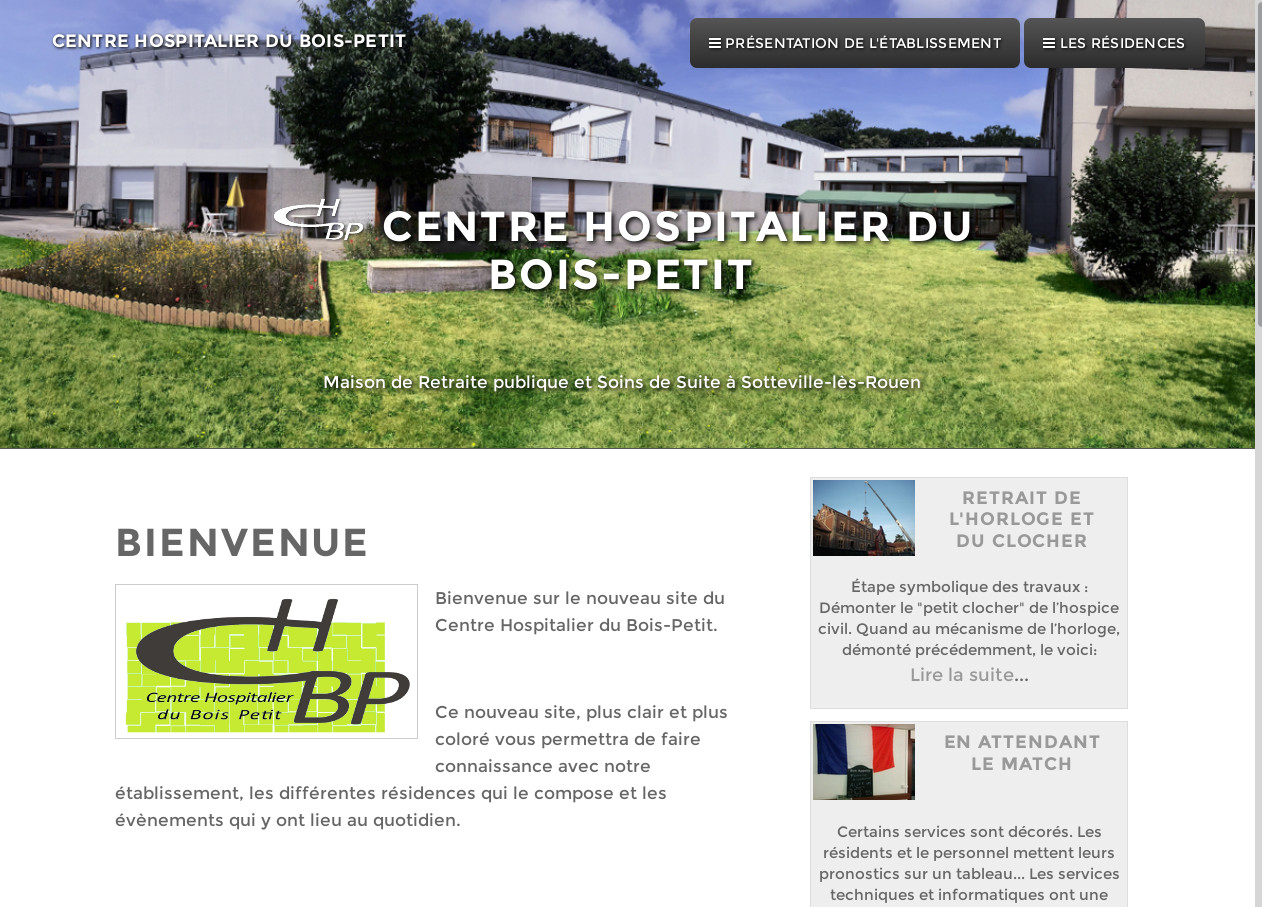 CENTRE HOSPITALIER DU BOIS-PETIT
PRÉSENTATION DE L'ÉTABLISSEMENT
LES RÉSIDENCES
CHBP CENTRE HOSPITALIER DU
BOIS-PETIT
Maison de Retraite publique et Soins de Suite à Sotteville-lès-Rouen
BIENVENUE
CHBP
Centre Hospitalier
du Bois Petit
Bienvenue sur le nouveau site du
Centre Hospitalier du Bois-Petit.
Ce nouveau site, plus clair et plus
coloré vous permettra de faire
connaissance avec notre
établissement, les différentes résidences qui le compose et les
évènements qui y ont lieu au quotidien.
RETRAIT DE
L'HORLOGE ET
DU CLOCHER
Étape symbolique des travaux :
Démonter le "petit clocher" de l’hospice
civil. Quand au mécanisme de l’horloge,
démonté précédemment, le voici:
Lire la suite...
EN ATTENDANT
LE MATCH
Certains services sont décorés. Les
résidents et le personnel mettent leurs
pronostics sur un tableau... Les services
techniques et informatiques ont une